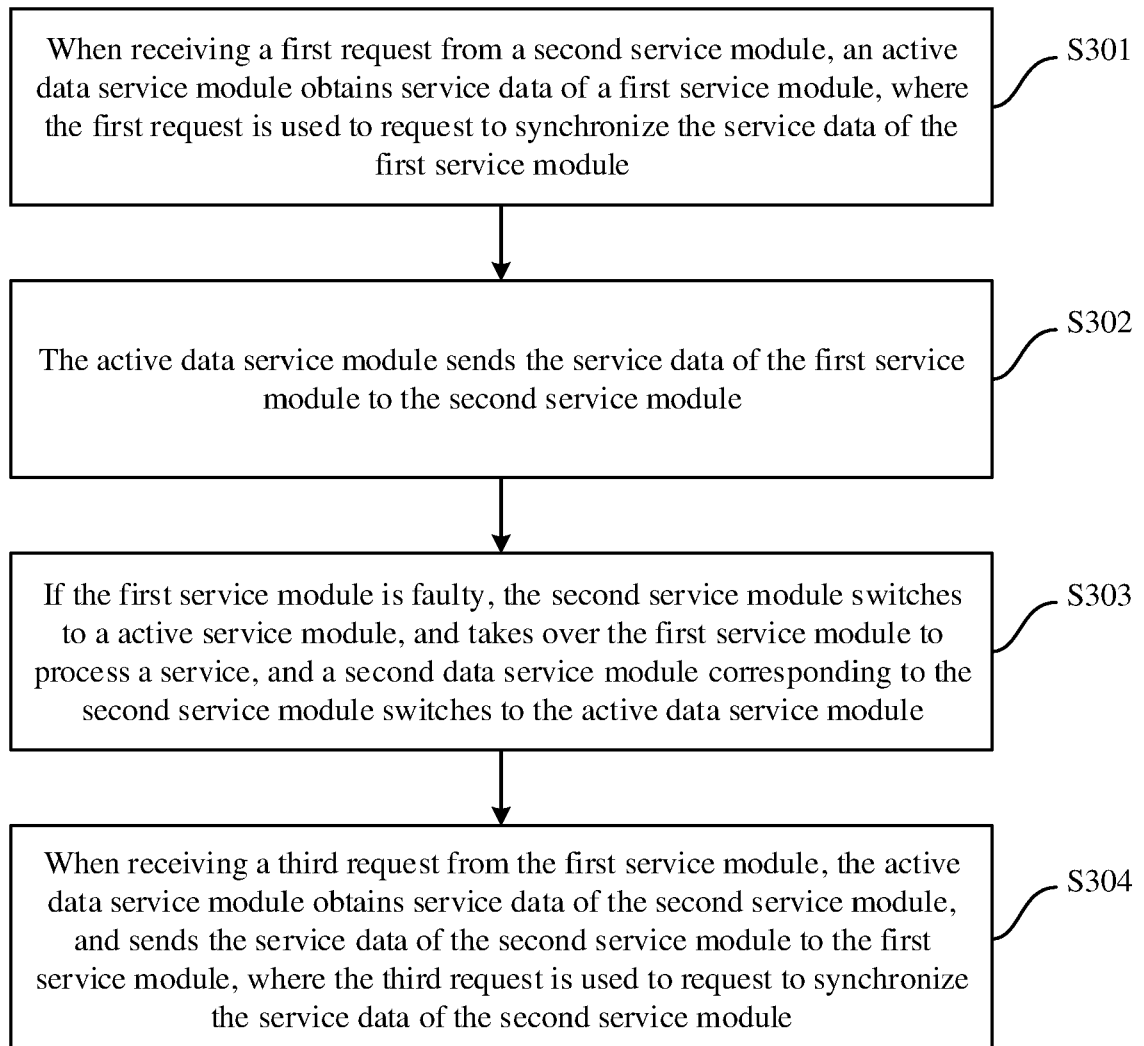 When receiving a first request from a second service module, an active
data service module obtains service data of a first service module, where
the first request is used to request to synchronize the service data of the
first service module
S301
The active data service module sends the service data of the first service
module to the second service module
S302
If the first service module is faulty, the second service module switches
to a active service module, and takes over the first service module to
process a service, and a second data service module corresponding to the
second service module switches to the active data service module
S303
When receiving a third request from the first service module, the active
data service module obtains service data of the second service module,
and sends the service data of the second service module to the first
service module, where the third request is used to request to synchronize
the service data of the second service module
S304